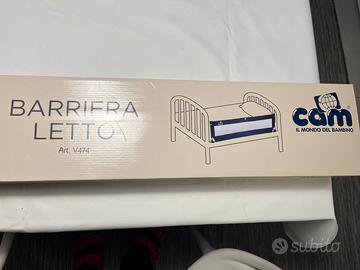 BARRIERA
LETTO
Art. V474
cam
IL MONDO DEL BAMBINO
subito